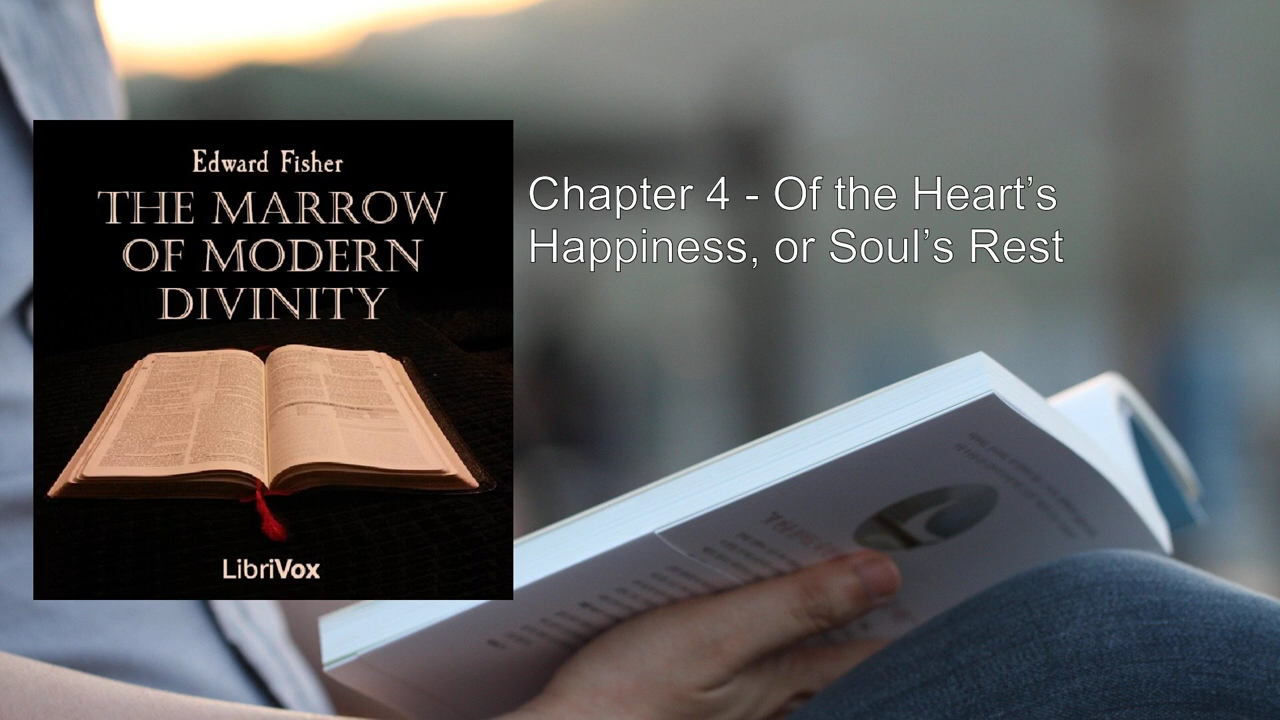 Edward Fisher
THE MARROW
OF MODERN
DIVINITY
LibriVox
Chapter 4 - Of the Heart’s
Happiness, or Soul’s Rest